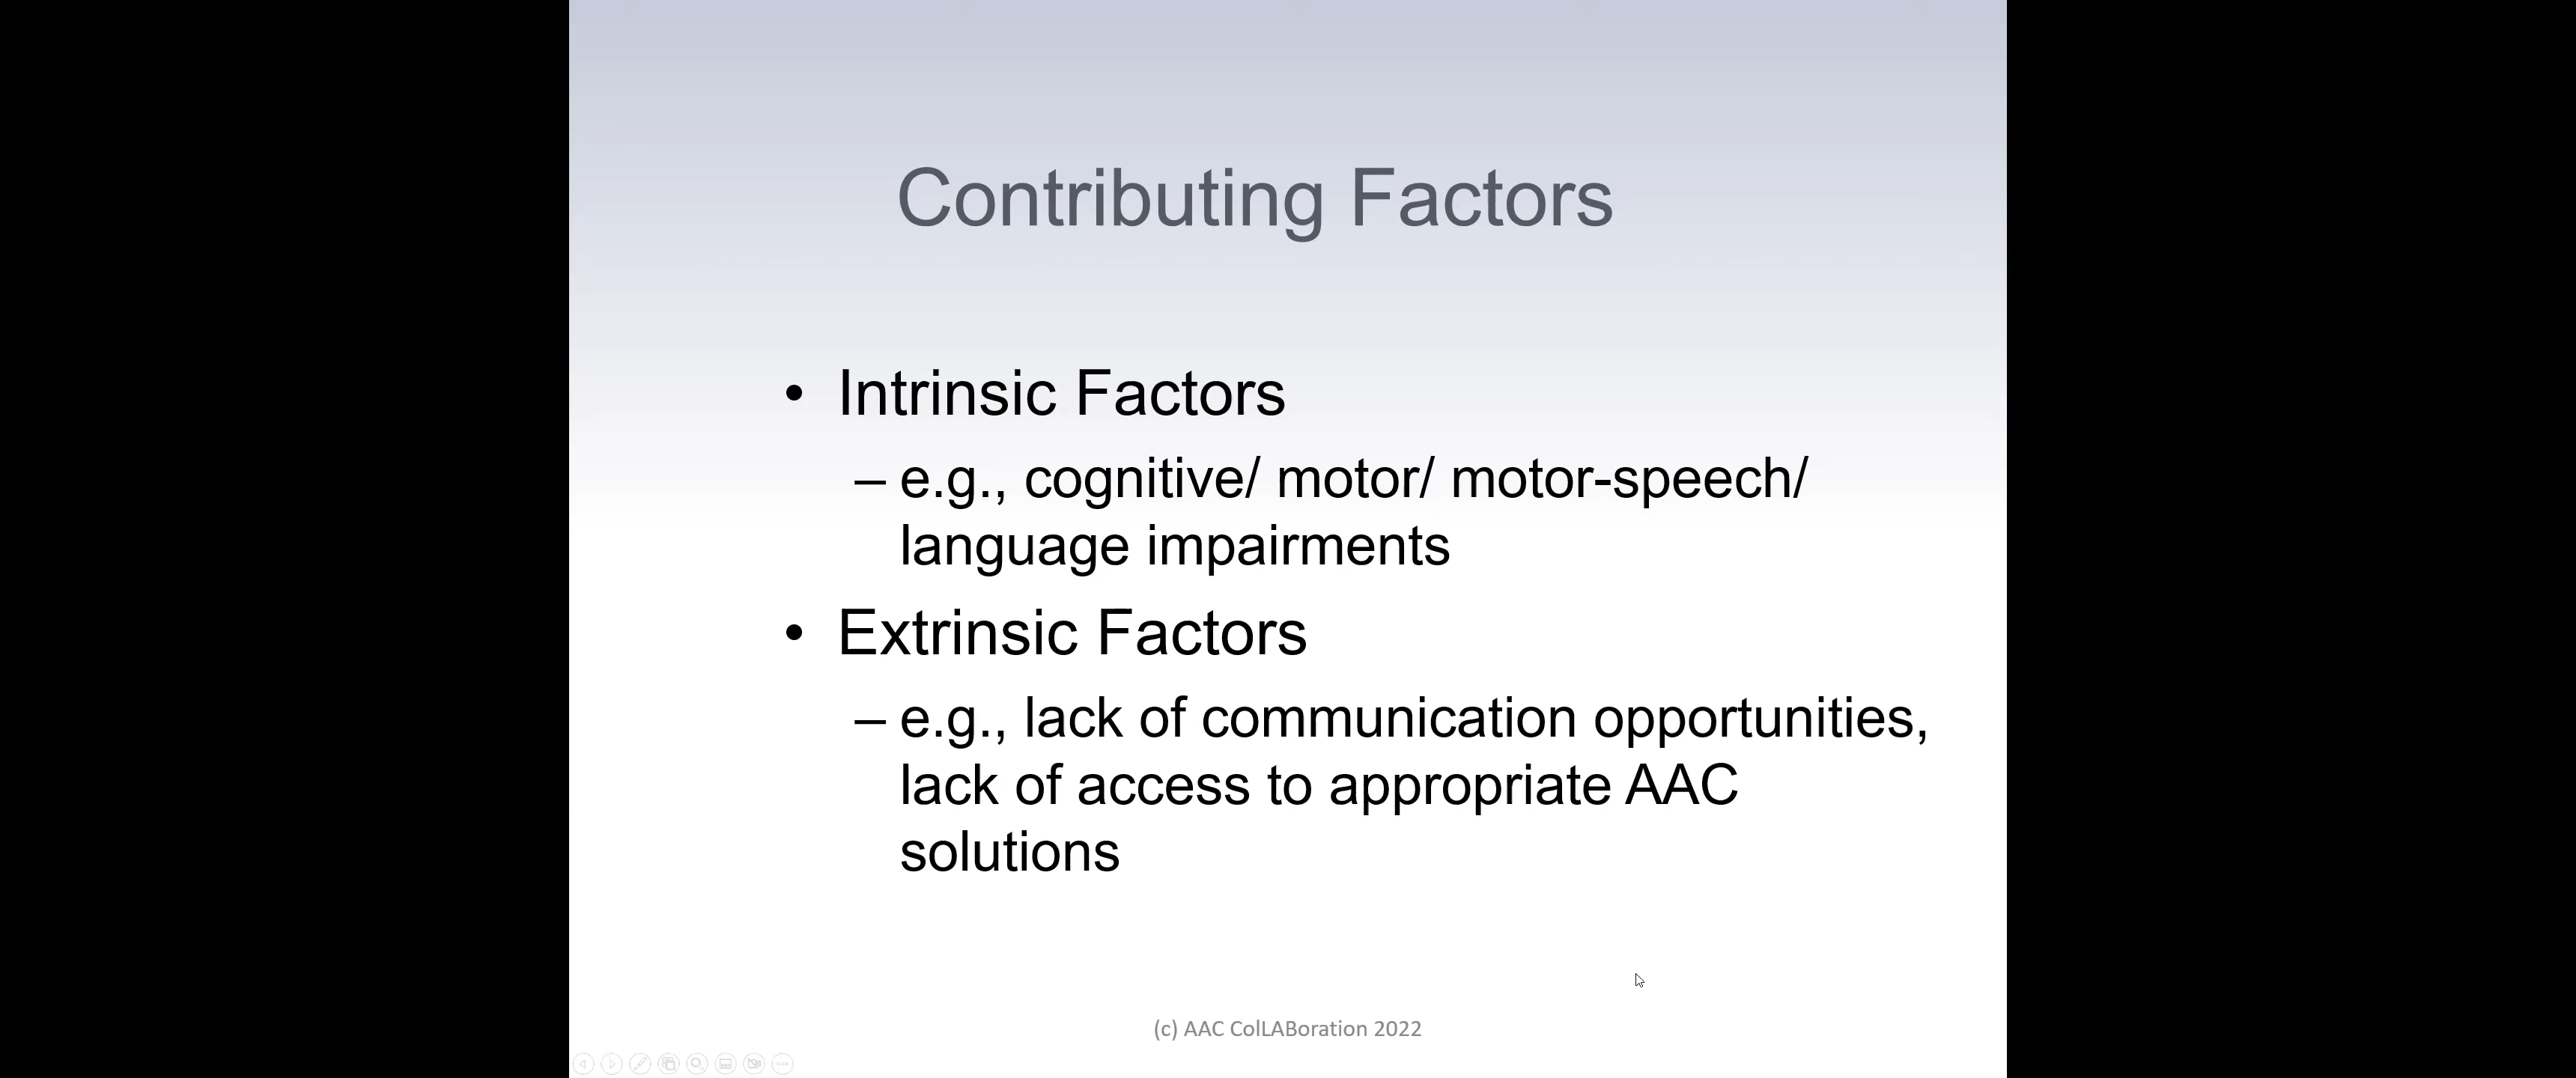 Contributing Factors
• Intrinsic Factors
– e.g., cognitive/ motor/ motor-speech/
language impairments
• Extrinsic Factors
– e.g., lack of communication opportunities,
lack of access to appropriate AAC
solutions
(c) AAC ColLABoration 2022